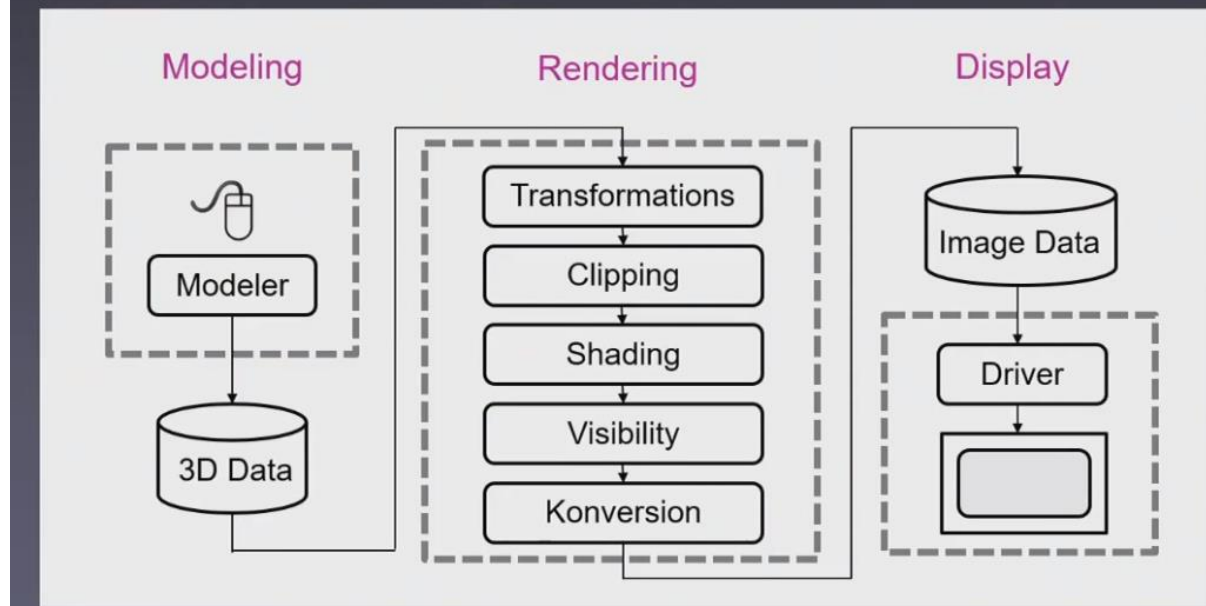 Modeling
Rendering
Display
Modeler
3D Data
Transformations
Clipping
Shading
Visibility
Konversion
Image Data
Driver